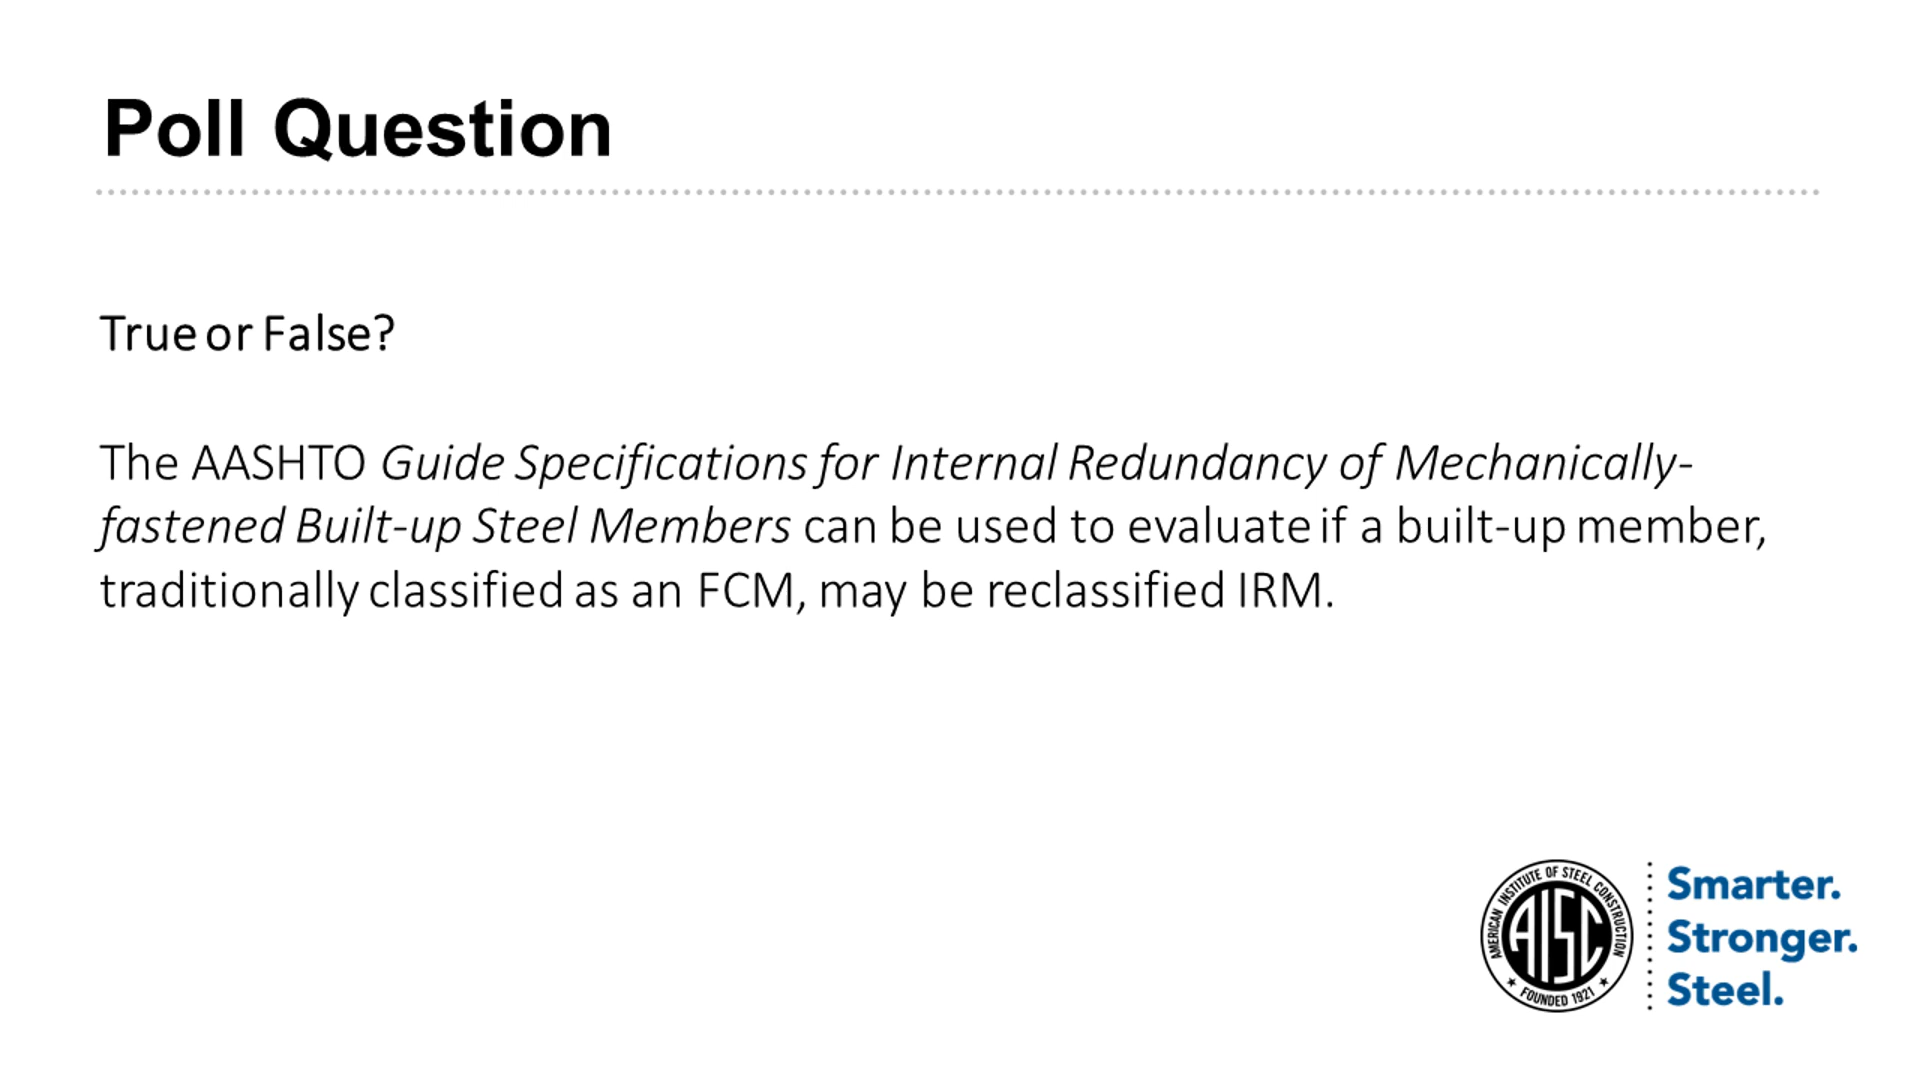 Poll Question
True or False?
The AASHTO Guide Specifications for Internal Redundancy of Mechanically-
fastened Built-up Steel Members can be used to evaluate if a built-up member,
traditionally classified as an FCM, may be reclassified IRM.
AMERICAN INSTITUTE OF STEEL CONSTRUCTION
AISC
FOUNDED 1921
Smarter.
Stronger.
Steel.